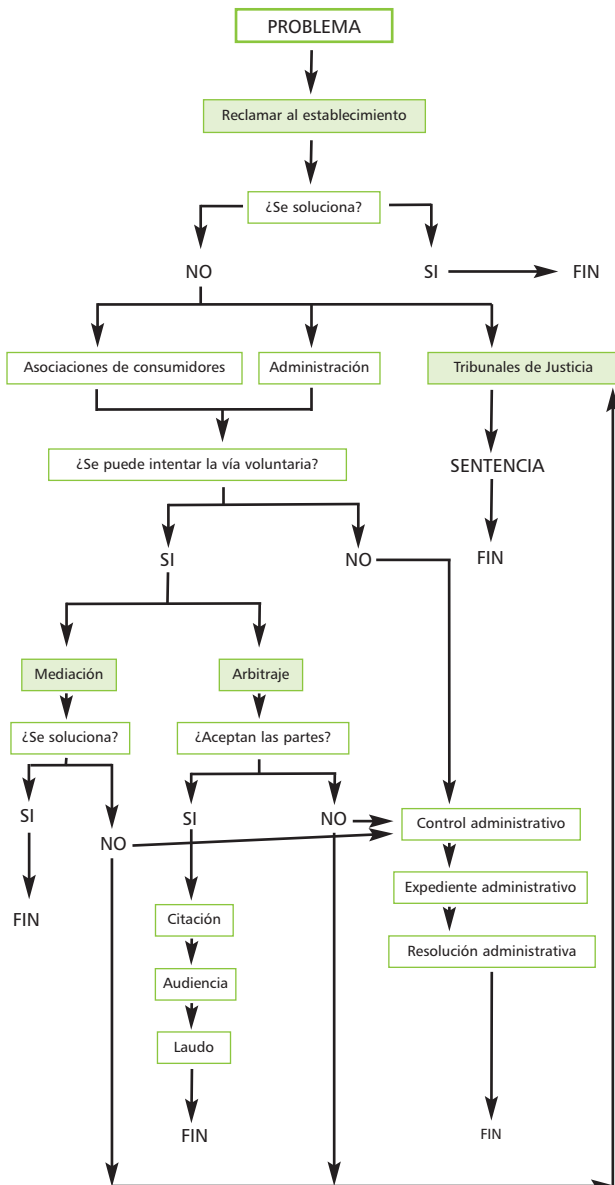 PROBLEMA
Reclamar al establecimiento
¿Se soluciona?
NO
SI
FIN
Asociaciones de consumidores
Administración
Tribunales de Justicia
¿Se puede intentar la vía voluntaria?
SENTENCIA
SI
NO
FIN
Mediación
Arbitraje
¿Se soluciona?
¿Aceptan las partes?
SI
NO
SI
NO
Control administrativo
Expediente administrativo
FIN
Citación
Resolución administrativa
Audiencia
Laudo
FIN
FIN